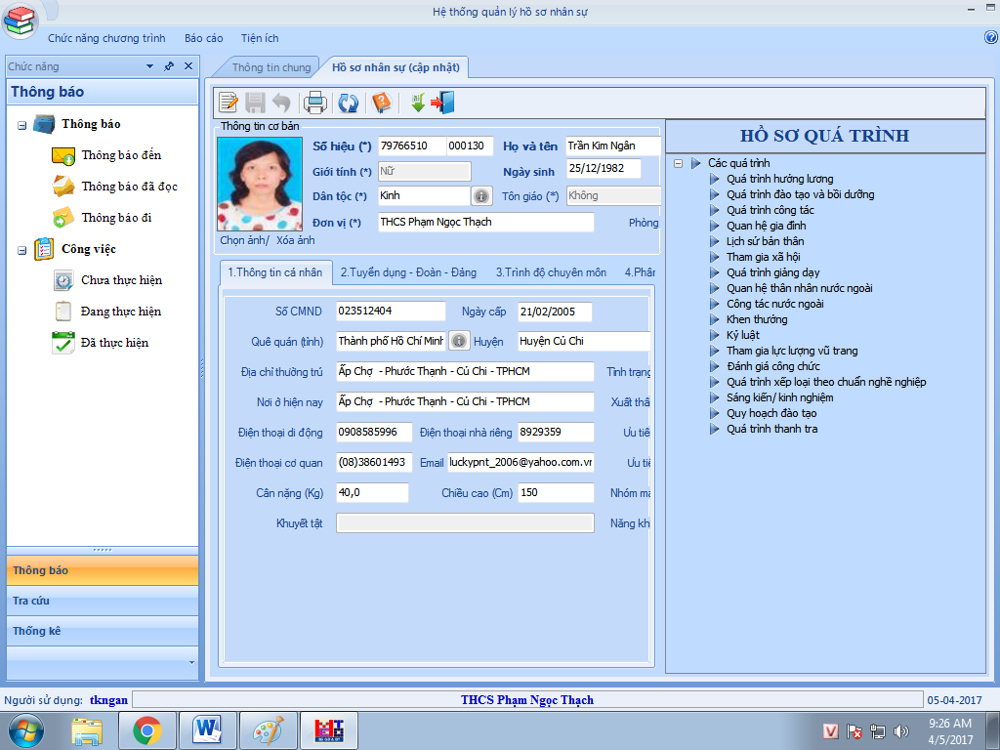 Hệ thống quản lý hồ sơ nhân sự
Chức năng chương trình Báo cáo Tiện ích
Chức năng
Thông báo
Thông báo
Thông báo đến
Thông báo đã đọc
Thông báo đi
Công việc
Chưa thực hiện
Đang thực hiện
Đã thực hiện
Thông báo
Tra cứu
Thống kê
Thông tin chung Hồ sơ nhân sự (cập nhật)
Thông tin cơ bản
Số hiệu (*) 79766510 000130 Họ và tên Trần Kim Ngân
Giới tính (*) Nữ Ngày sinh 25/12/1982
Dân tộc (*) Kinh Tôn giáo (*) Không
Đơn vị (*) THCS Phạm Ngọc Thạch Phòng
Chọn ảnh/ Xóa ảnh
1.Thông tin cá nhân 2.Tuyển dụng - Đoàn - Đảng 3.Trình độ chuyên môn 4.Phân
Số CMND 023512404 Ngày cấp 21/02/2005
Quê quán (tỉnh) Thành phố Hồ Chí Minh Huyện Huyện Củ Chi
Địa chỉ thường trú Ấp Chợ - Phước Thạnh - Củ Chi - TPHCM Tình trạng
Nơi ở hiện nay Ấp Chợ - Phước Thạnh - Củ Chi - TPHCM Xuất thâ
Điện thoại di động 0908585996 Điện thoại nhà riêng 8929359 Ưu tiê
Điện thoại cơ quan (08)38601493 Email luckypnt_2006@yahoo.com.vn Ưu tiê
Cân nặng (Kg) 40,0 Chiều cao (Cm) 150 Nhóm má
Khuyết tật Năng kh
HỒ SƠ QUÁ TRÌNH
Các quá trình
Quá trình hưởng lương
Quá trình đào tạo và bồi dưỡng
Quá trình công tác
Quan hệ gia đình
Lịch sử bản thân
Tham gia xã hội
Quá trình giảng dạy
Quan hệ thân nhân nước ngoài
Công tác nước ngoài
Khen thưởng
Kỷ luật
Tham gia lực lượng vũ trang
Đánh giá công chức
Quá trình xếp loại theo chuẩn nghề nghiệp
Sáng kiến/ kinh nghiệm
Quy hoạch đào tạo
Quá trình thanh tra
Người sử dụng: tkngan THCS Phạm Ngọc Thạch 05-04-2017
9:26 AM
4/5/2017